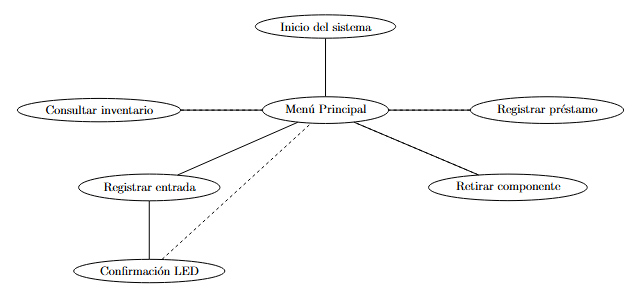 Inicio del sistema
Consultar inventario
Menú Principal
Registrar préstamo
Registrar entrada
Retirar componente
Confirmación LED